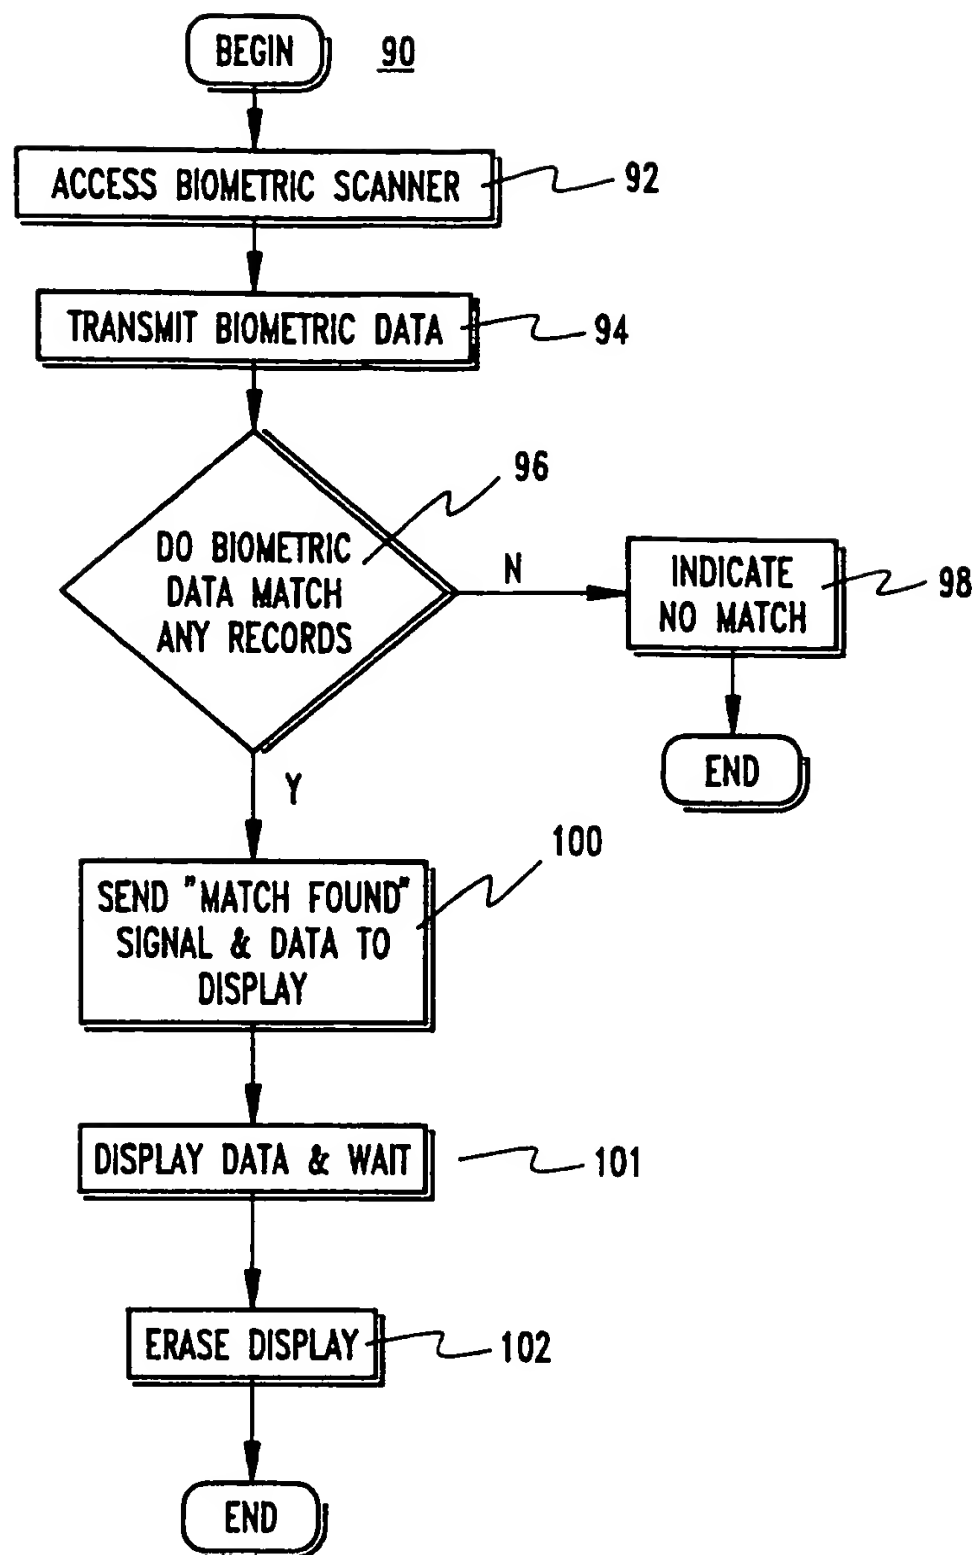 BEGIN
90
ACCESS BIOMETRIC SCANNER
92
TRANSMIT BIOMETRIC DATA
94
96
DO BIOMETRIC
DATA MATCH
ANY RECORDS
N
INDICATE
NO MATCH
98
END
Y
100
SEND "MATCH FOUND"
SIGNAL & DATA TO
DISPLAY
DISPLAY DATA & WAIT
101
ERASE DISPLAY
102
END